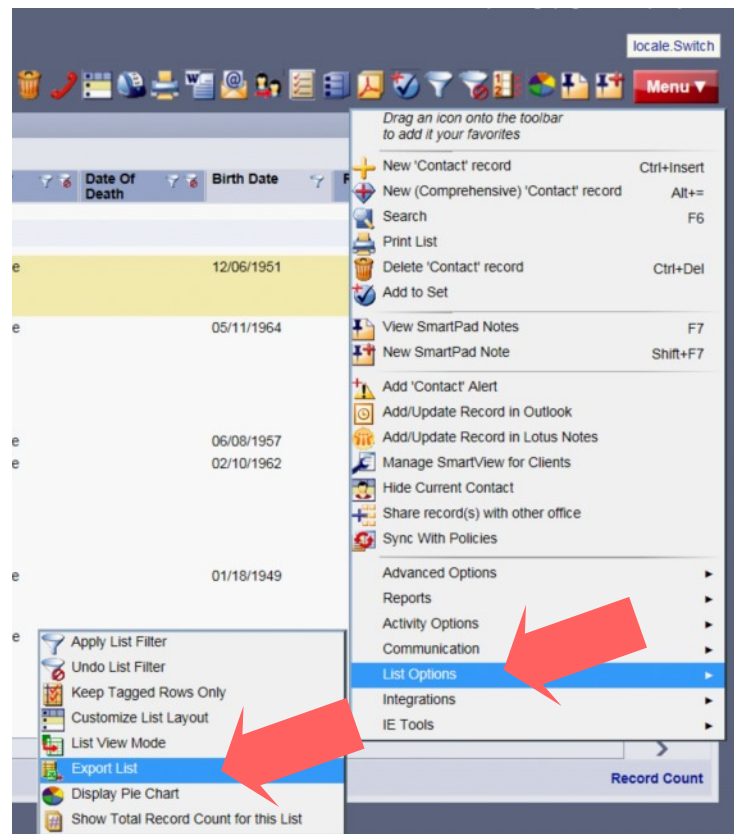 locale.Switch
Menu
Drag an icon onto the toolbar
to add it your favorites
Date Of
Death
Birth Date
New 'Contact' record Ctrl+Insert
New (Comprehensive) 'Contact' record Alt+=
Search F6
Print List
Delete 'Contact' record Ctrl+Del
Add to Set
View SmartPad Notes F7
New SmartPad Note Shift+F7
Add 'Contact' Alert
Add/Update Record in Outlook
Add/Update Record in Lotus Notes
Manage SmartView for Clients
Hide Current Contact
Share record(s) with other office
Sync With Policies
Advanced Options
Reports
Activity Options
Communication
List Options
Integrations
IE Tools
e 12/06/1951
e 05/11/1964
e 06/08/1957
e 02/10/1962
e 01/18/1949
e
Apply List Filter
Undo List Filter
Keep Tagged Rows Only
Customize List Layout
List View Mode
Export List
Display Pie Chart
Show Total Record Count for this List
Record Count